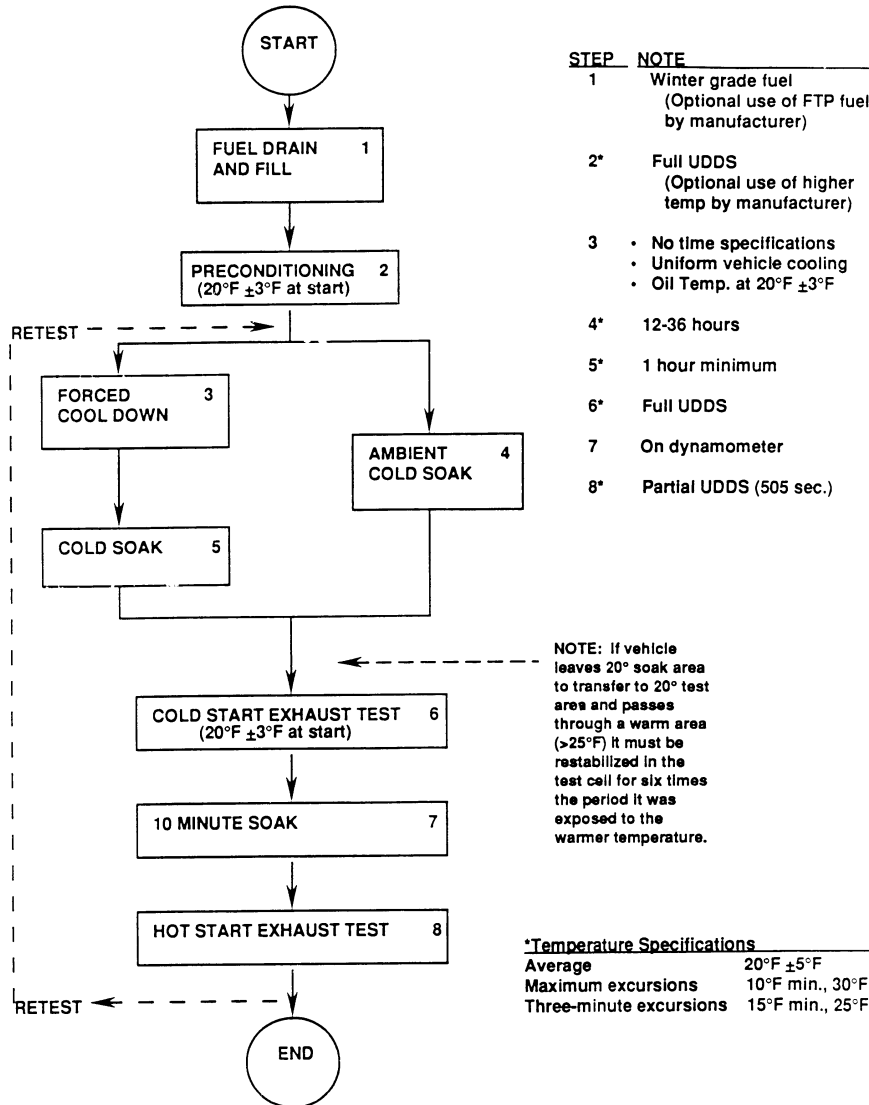 START
FUEL DRAIN 1
AND FILL
PRECONDITIONING 2
(20°F ±3°F at start)
RETEST
FORCED 3
COOL DOWN
AMBIENT 4
COLD SOAK
COLD SOAK 5
COLD START EXHAUST TEST 6
(20°F ±3°F at start)
10 MINUTE SOAK 7
HOT START EXHAUST TEST 8
RETEST
END
STEP NOTE
1 Winter grade fuel
(Optional use of FTP fuel
by manufacturer)
2* Full UDDS
(Optional use of higher
temp by manufacturer)
3 • No time specifications
• Uniform vehicle cooling
• Oil Temp. at 20°F ±3°F
4* 12-36 hours
5* 1 hour minimum
6* Full UDDS
7 On dynamometer
8* Partial UDDS (505 sec.)
NOTE: If vehicle
leaves 20° soak area
to transfer to 20° test
area and passes
through a warm area
(>25°F) it must be
restabilized in the
test cell for six times
the period it was
exposed to the
warmer temperature.
*Temperature Specifications
Average 20°F ±5°F
Maximum excursions 10°F min., 30°F
Three-minute excursions 15°F min., 25°F